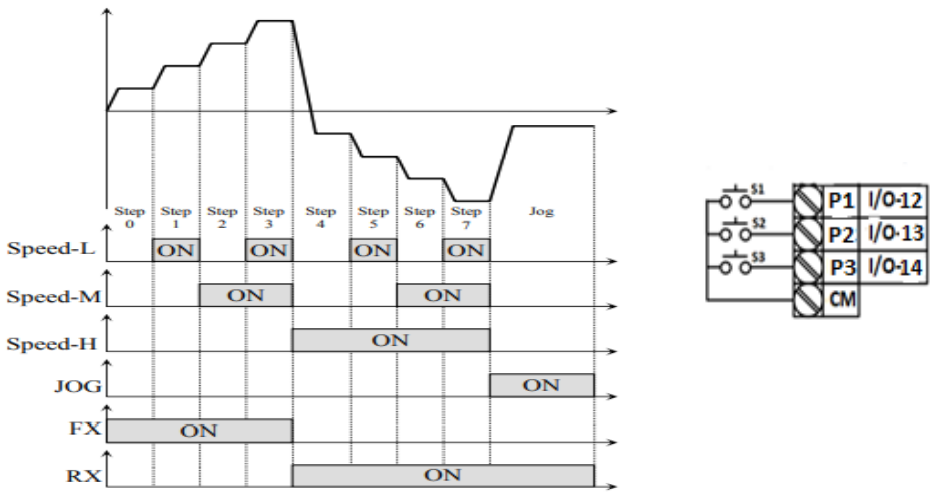 Step 0
Step 1
Step 2
Step 3
Step 4
Step 5
Step 6
Step 7
Jog
Speed-L
ON
ON
ON
ON
Speed-M
ON
ON
Speed-H
ON
JOG
ON
FX
ON
RX
ON
S1
P1 I/O-12
S2
P2 I/O-13
S3
P3 I/O-14
CM